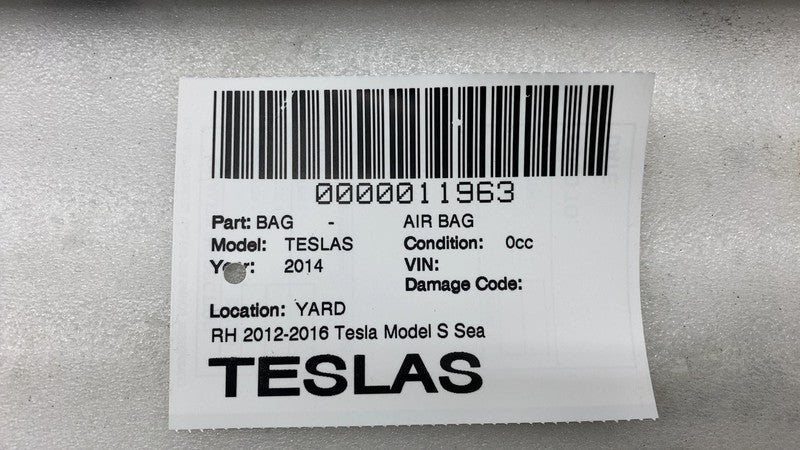 0000011963
Part: BAG - AIR BAG
Model: TESLAS Condition: 0cc
Year: 2014 VIN:
Damage Code:
Location: YARD
RH 2012-2016 Tesla Model S Sea
TESLAS